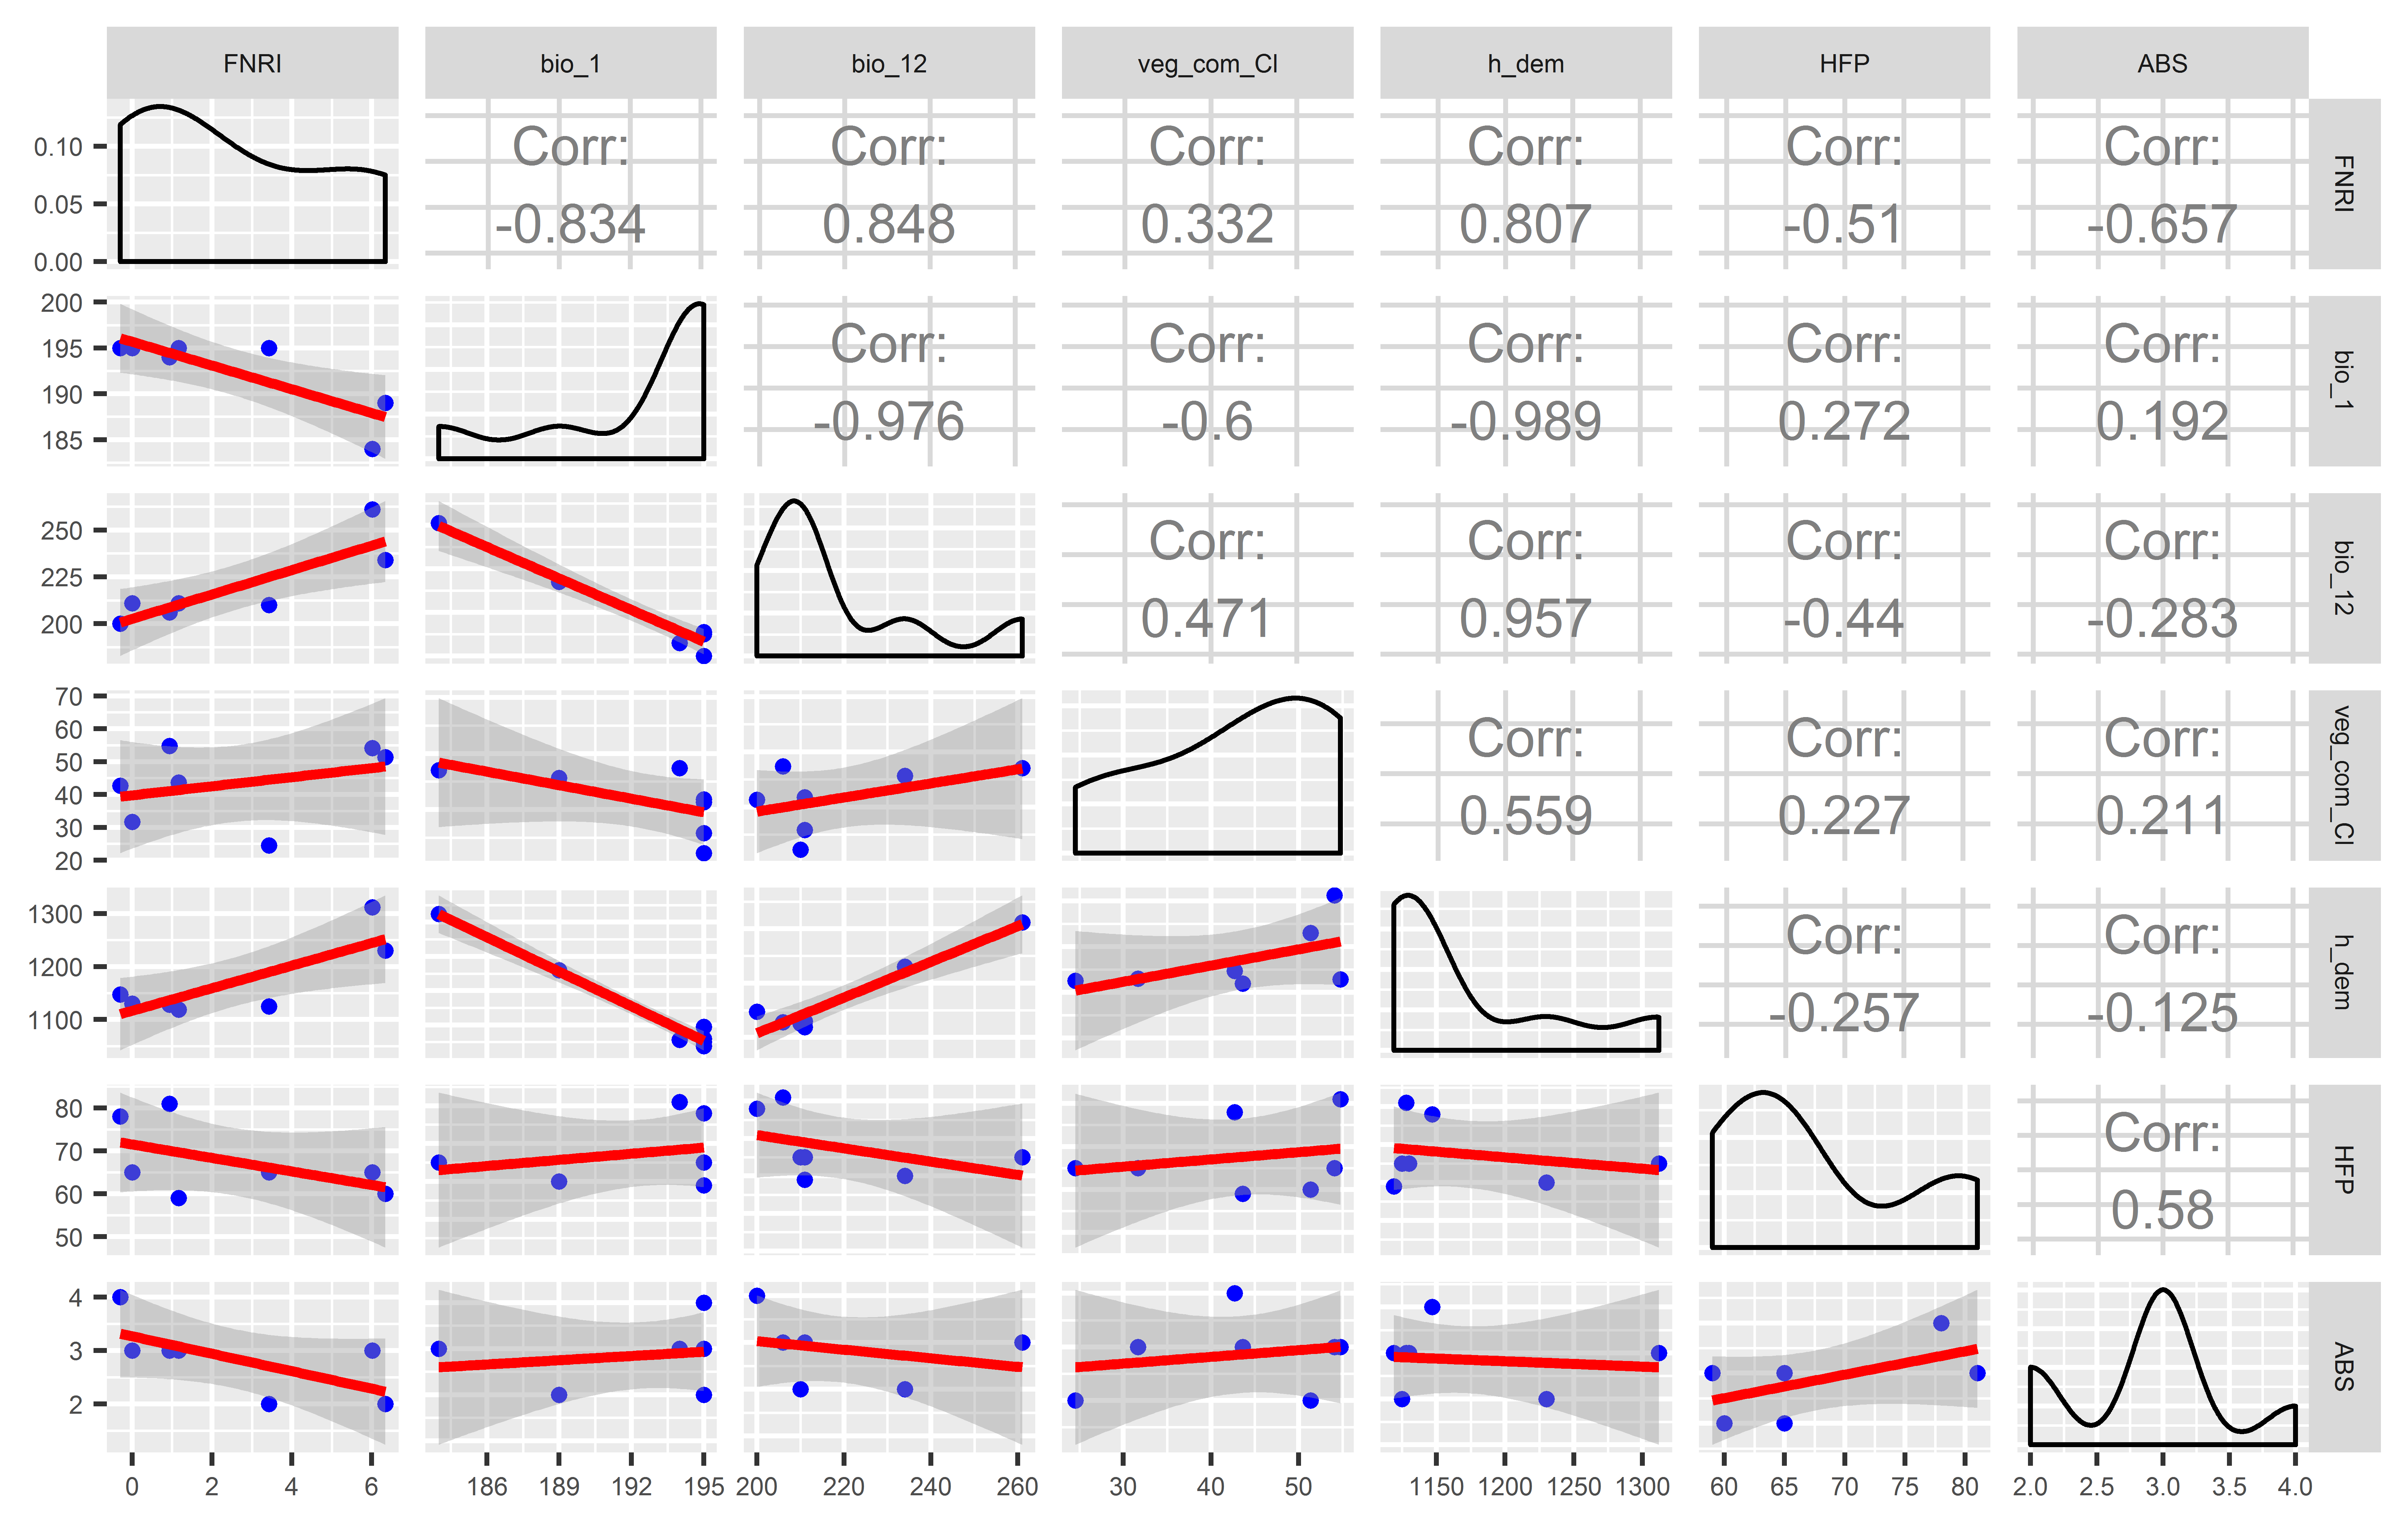 FNRI bio_1 bio_12 veg_com_CI h_dem HFP ABS
Corr: Corr: Corr: Corr: Corr: Corr:
-0.834 0.848 0.332 0.807 -0.51 -0.657
0.10
0.05
0.00
FNRI
Corr: Corr: Corr: Corr: Corr:
-0.976 -0.6 -0.989 0.272 0.192
200
195
190
185
bio_1
Corr: Corr: Corr: Corr:
0.471 0.957 -0.44 -0.283
250
225
200
bio_12
Corr: Corr: Corr:
0.559 0.227 0.211
70
60
50
40
30
20
veg_com_CI
Corr: Corr:
-0.257 -0.125
1300
1200
1100
h_dem
Corr:
0.58
80
70
60
50
HFP
4
3
2
ABS
0 2 4 6 186 189 192 195 200 220 240 260 30 40 50 1150 1200 1250 1300 60 65 70 75 80 2.0 2.5 3.0 3.5 4.0